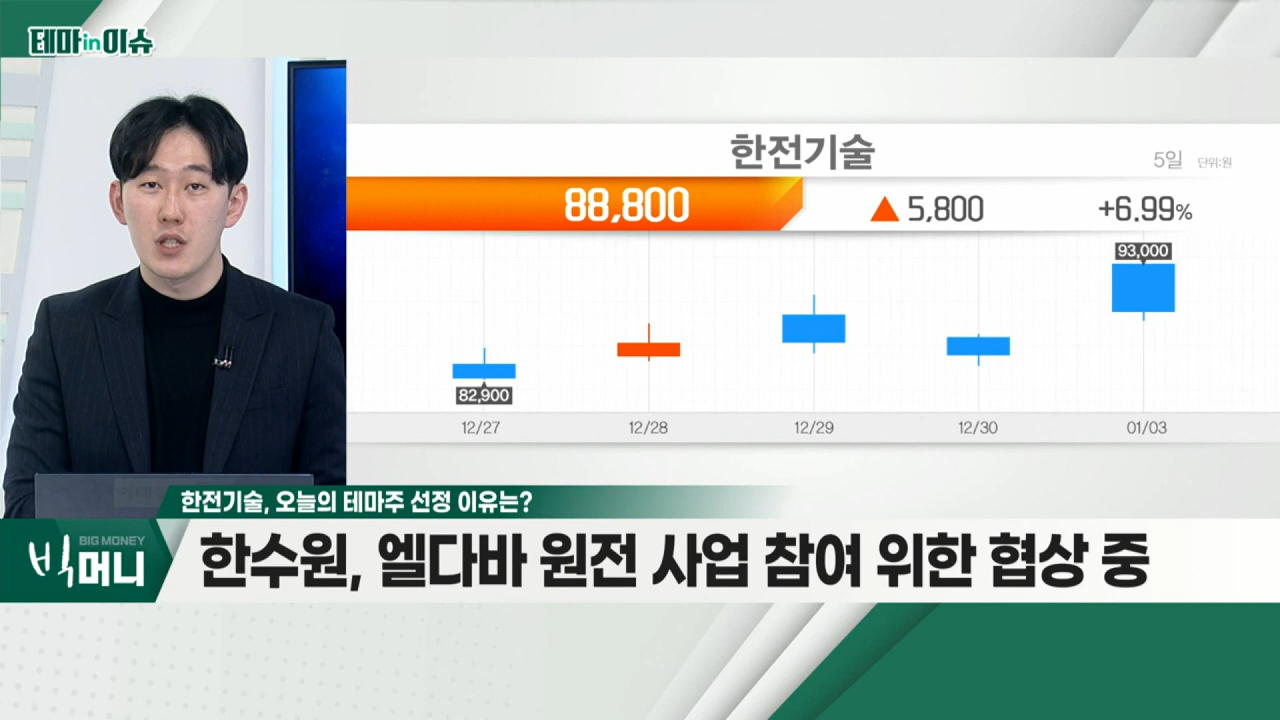 테마in이슈
한전기술
5일 단위:원
88,800 ▲ 5,800 +6.99%
93,000
82,900
12/27 12/28 12/29 12/30 01/03
한전기술, 오늘의 테마주 선정 이유는?
BIG MONEY
빅머니
한수원, 엘다바 원전 사업 참여 위한 협상 중